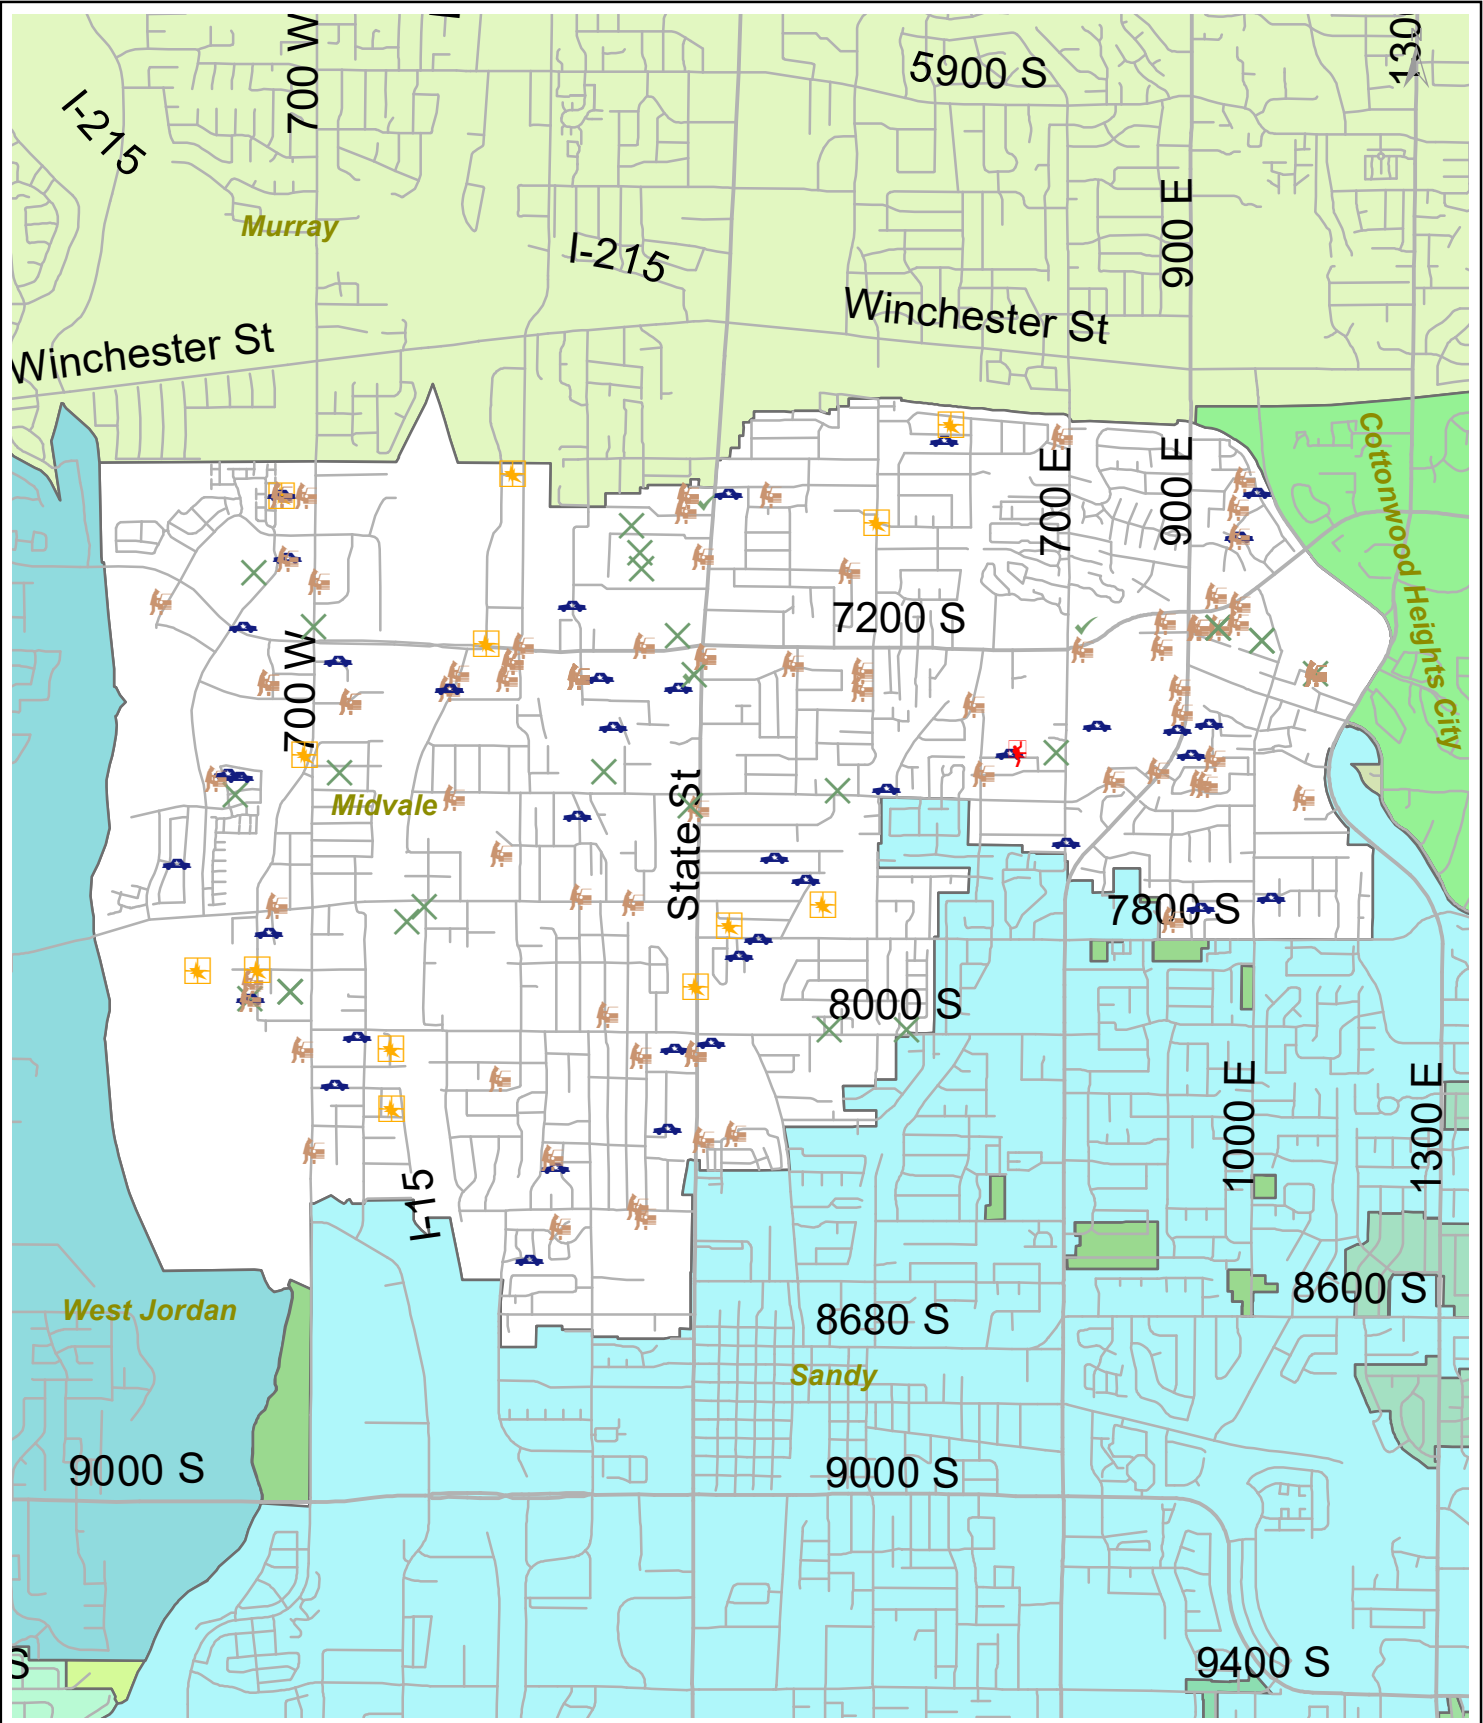 700 W
130
5900 S
I-215
900 E
Murray
I-215
Winchester St
Winchester St
Cottonwood Heights City
700 E
900 E
7200 S
700 W
Midvale
State St
7800 S
8000 S
1000 E
1300 E
I-15
8600 S
West Jordan
8680 S
Sandy
9000 S
9000 S
S
9400 S